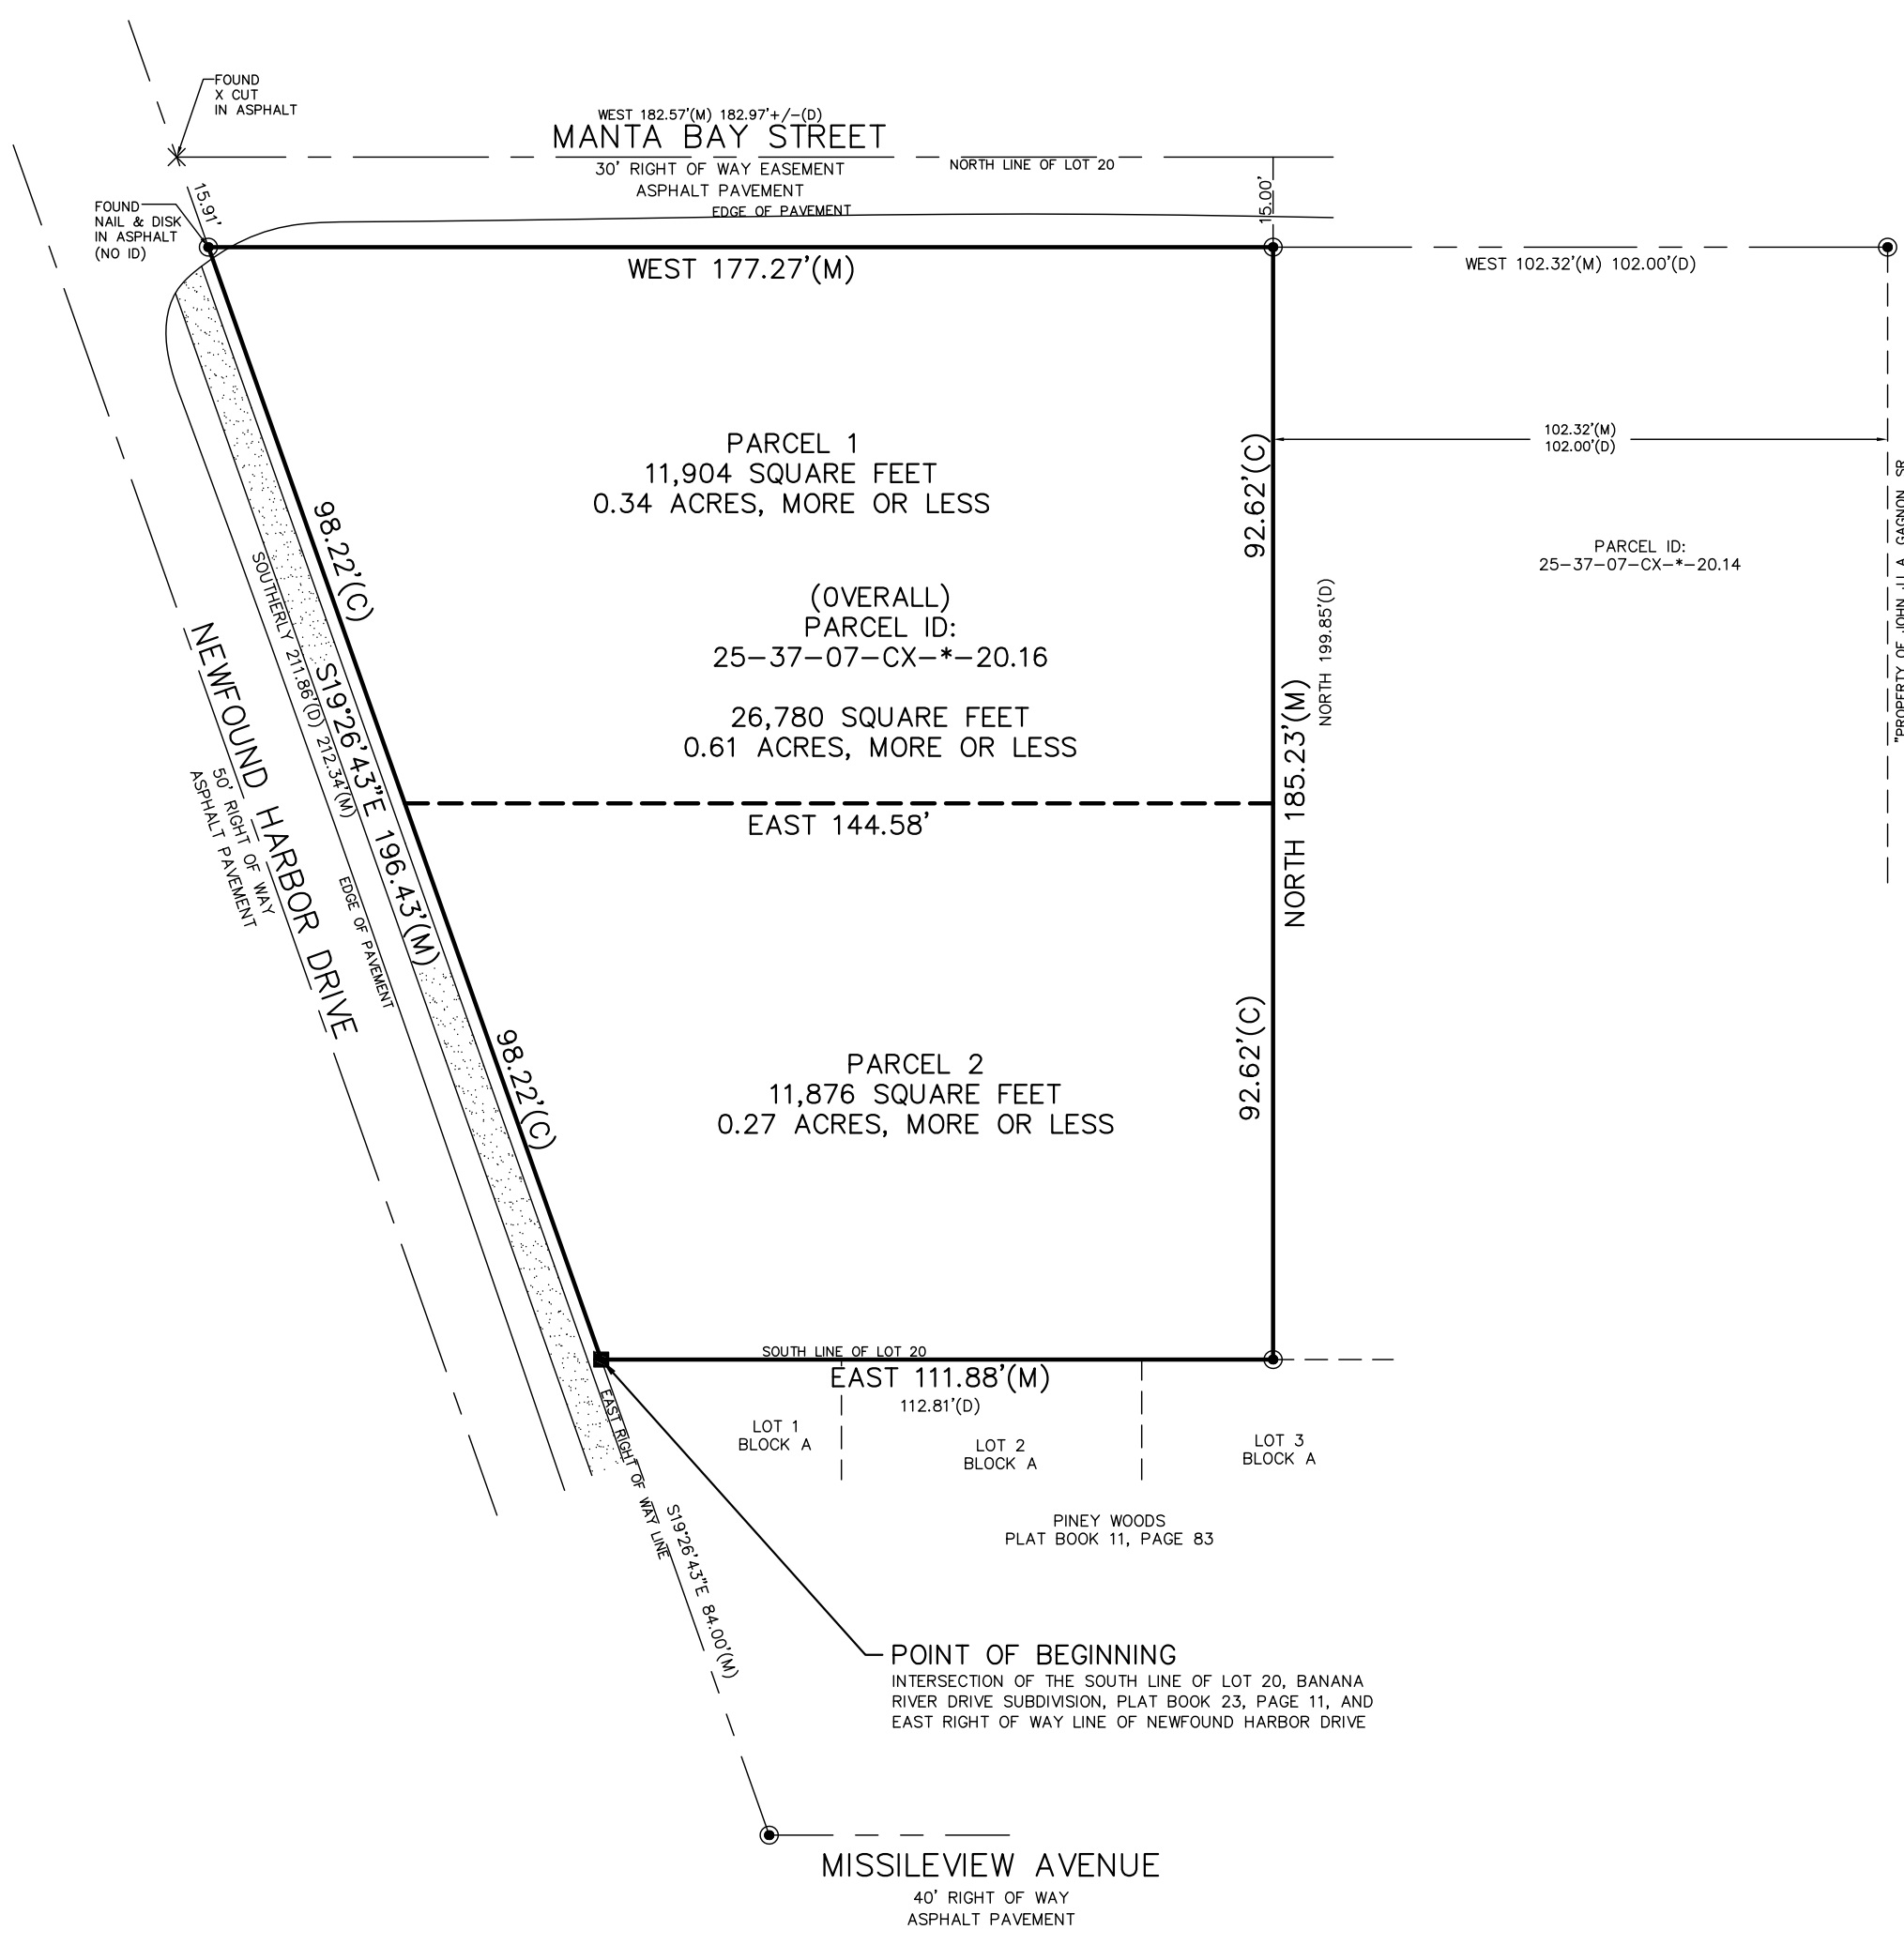 FOUND
X CUT
IN ASPHALT
WEST 182.57'(M) 182.97'+/-(D)
MANTA BAY STREET
30' RIGHT OF WAY EASEMENT
NORTH LINE OF LOT 20
ASPHALT PAVEMENT
EDGE OF PAVEMENT
15.91'
15.00'
FOUND
NAIL & DISK
IN ASPHALT
(NO ID)
WEST 177.27'(M)
WEST 102.32'(M) 102.00'(D)
PARCEL 1
11,904 SQUARE FEET
0.34 ACRES, MORE OR LESS
98.22'(C)
92.62'(C)
102.32'(M)
102.00'(D)
PARCEL ID:
25-37-07-CX-*-20.14
"PROPERTY OF JOHN JLL A. GAGNON SR
(OVERALL)
PARCEL ID:
25-37-07-CX-*-20.16
26,780 SQUARE FEET
0.61 ACRES, MORE OR LESS
NORTH 199.85'(D)
NORTH 185.23'(M)
SOUTHERLY 211.86'(D) 212.34'(M)
S19°26'43"E 196.43'(M)
NEWFOUND HARBOR DRIVE
50' RIGHT OF WAY
ASPHALT PAVEMENT
EDGE OF PAVEMENT
EAST 144.58'
98.22'(C)
92.62'(C)
PARCEL 2
11,876 SQUARE FEET
0.27 ACRES, MORE OR LESS
SOUTH LINE OF LOT 20
EAST 111.88'(M)
112.81'(D)
LOT 1
BLOCK A
LOT 2
BLOCK A
LOT 3
BLOCK A
EAST RIGHT OF WAY LINE
S19°26'43"E 84.00'(M)
PINEY WOODS
PLAT BOOK 11, PAGE 83
POINT OF BEGINNING
INTERSECTION OF THE SOUTH LINE OF LOT 20, BANANA
RIVER DRIVE SUBDIVISION, PLAT BOOK 23, PAGE 11, AND
EAST RIGHT OF WAY LINE OF NEWFOUND HARBOR DRIVE
MISSILEVIEW AVENUE
40' RIGHT OF WAY
ASPHALT PAVEMENT